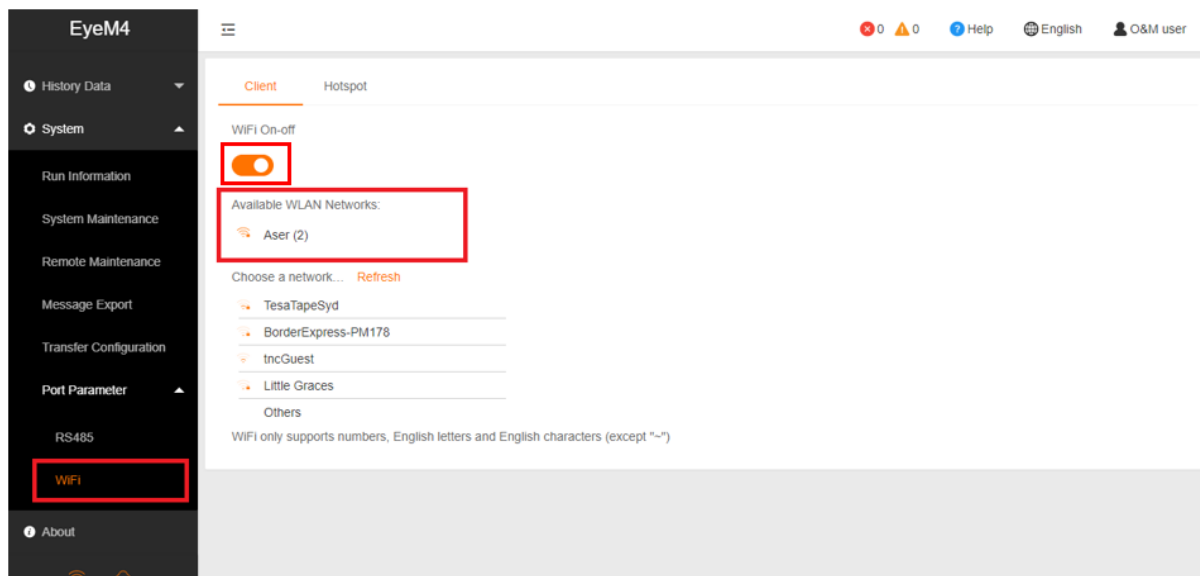 EyeM4
0 0 Help English O&M user
History Data
System
Run Information
System Maintenance
Remote Maintenance
Message Export
Transfer Configuration
Port Parameter
RS485
WiFi
About
Client Hotspot
WiFi On-off
Available WLAN Networks:
Aser (2)
Choose a network... Refresh
TesaTapeSyd
BorderExpress-PM178
tncGuest
Little Graces
Others
WiFi only supports numbers, English letters and English characters (except "~")